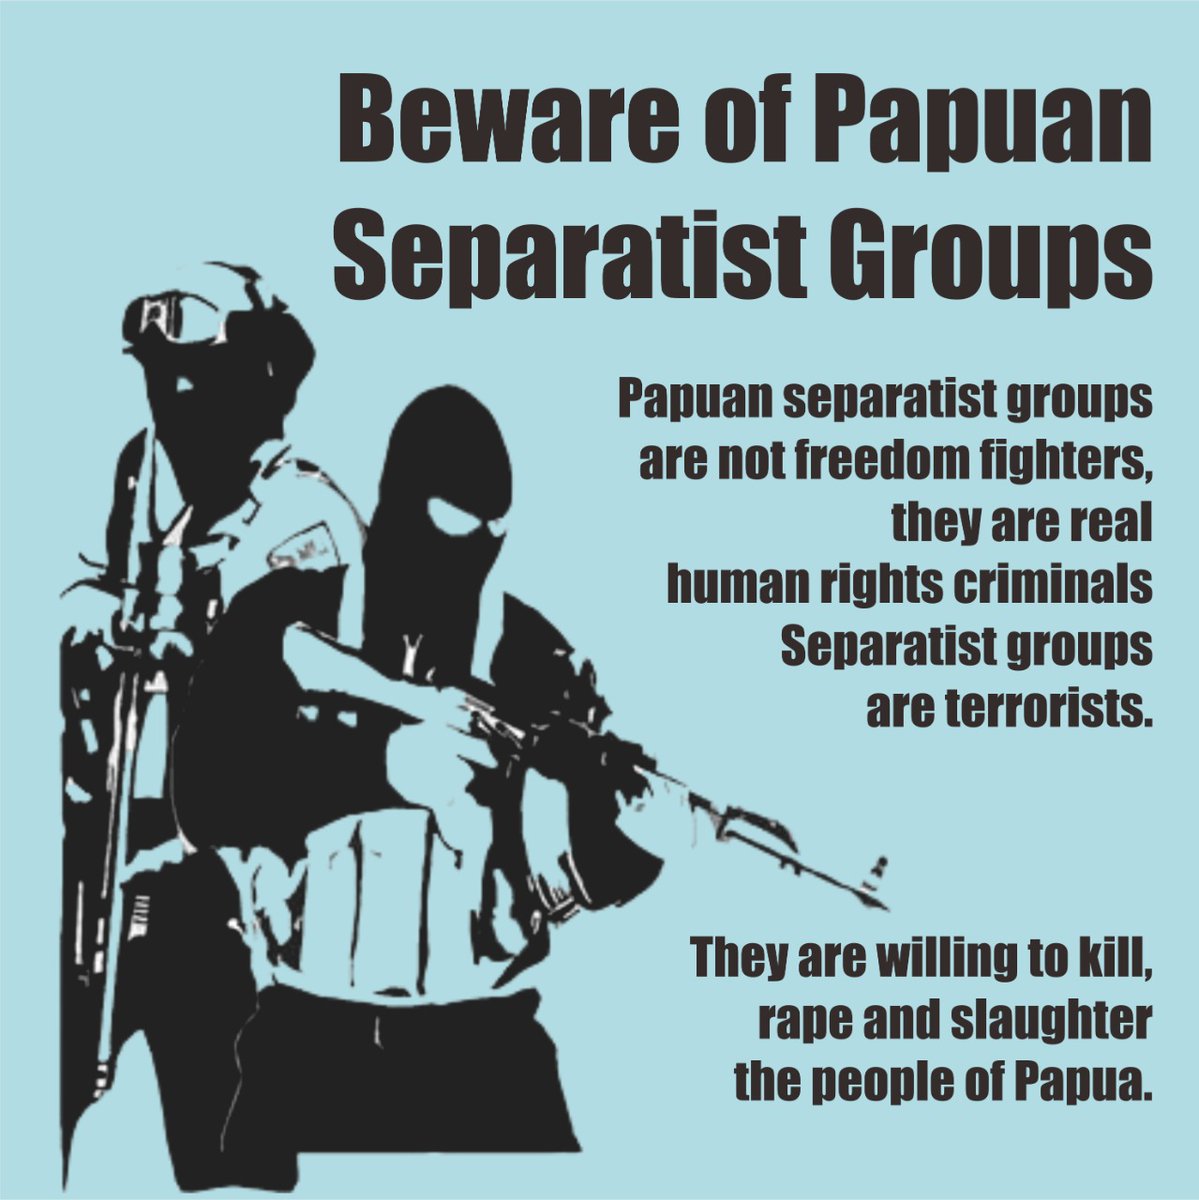 Beware of Papuan
Separatist Groups
Papuan separatist groups
are not freedom fighters,
they are real
human rights criminals
Separatist groups
are terrorists.
They are willing to kill,
rape and slaughter
the people of Papua.